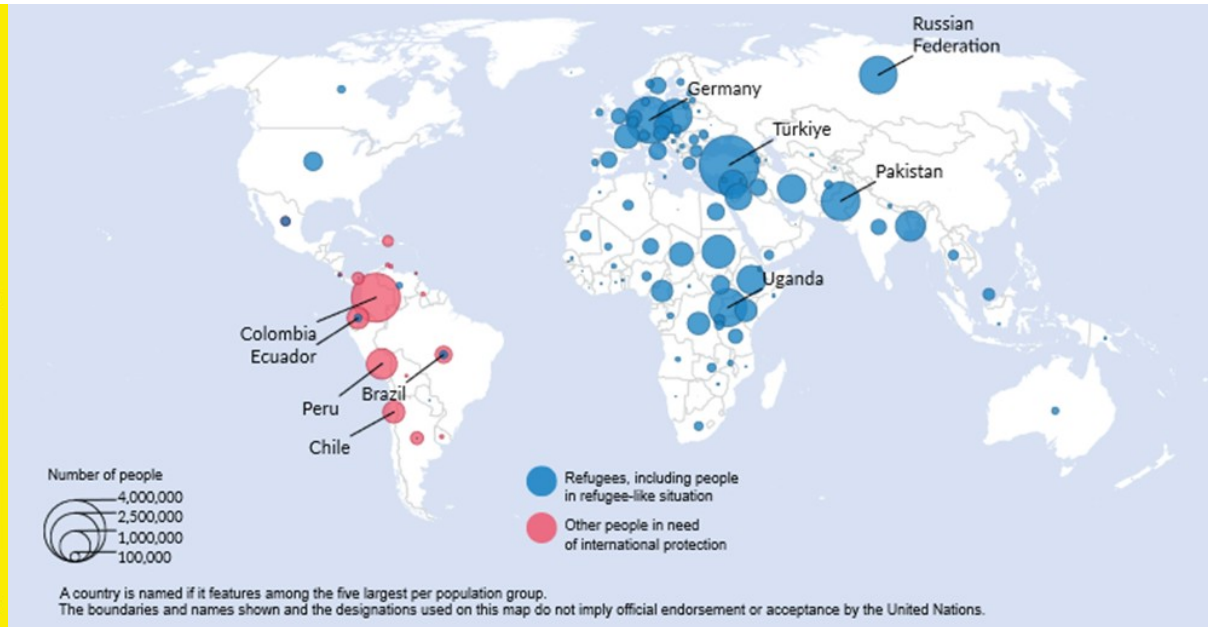 Russian
Federation
Germany
Türkiye
Pakistan
Uganda
Colombia
Ecuador
Brazil
Peru
Chile
Number of people
4,000,000
2,500,000
1,000,000
100,000
Refugees, including people
in refugee-like situation
Other people in need
of international protection
A country is named if it features among the five largest per population group.
The boundaries and names shown and the designations used on this map do not imply official endorsement or acceptance by the United Nations.